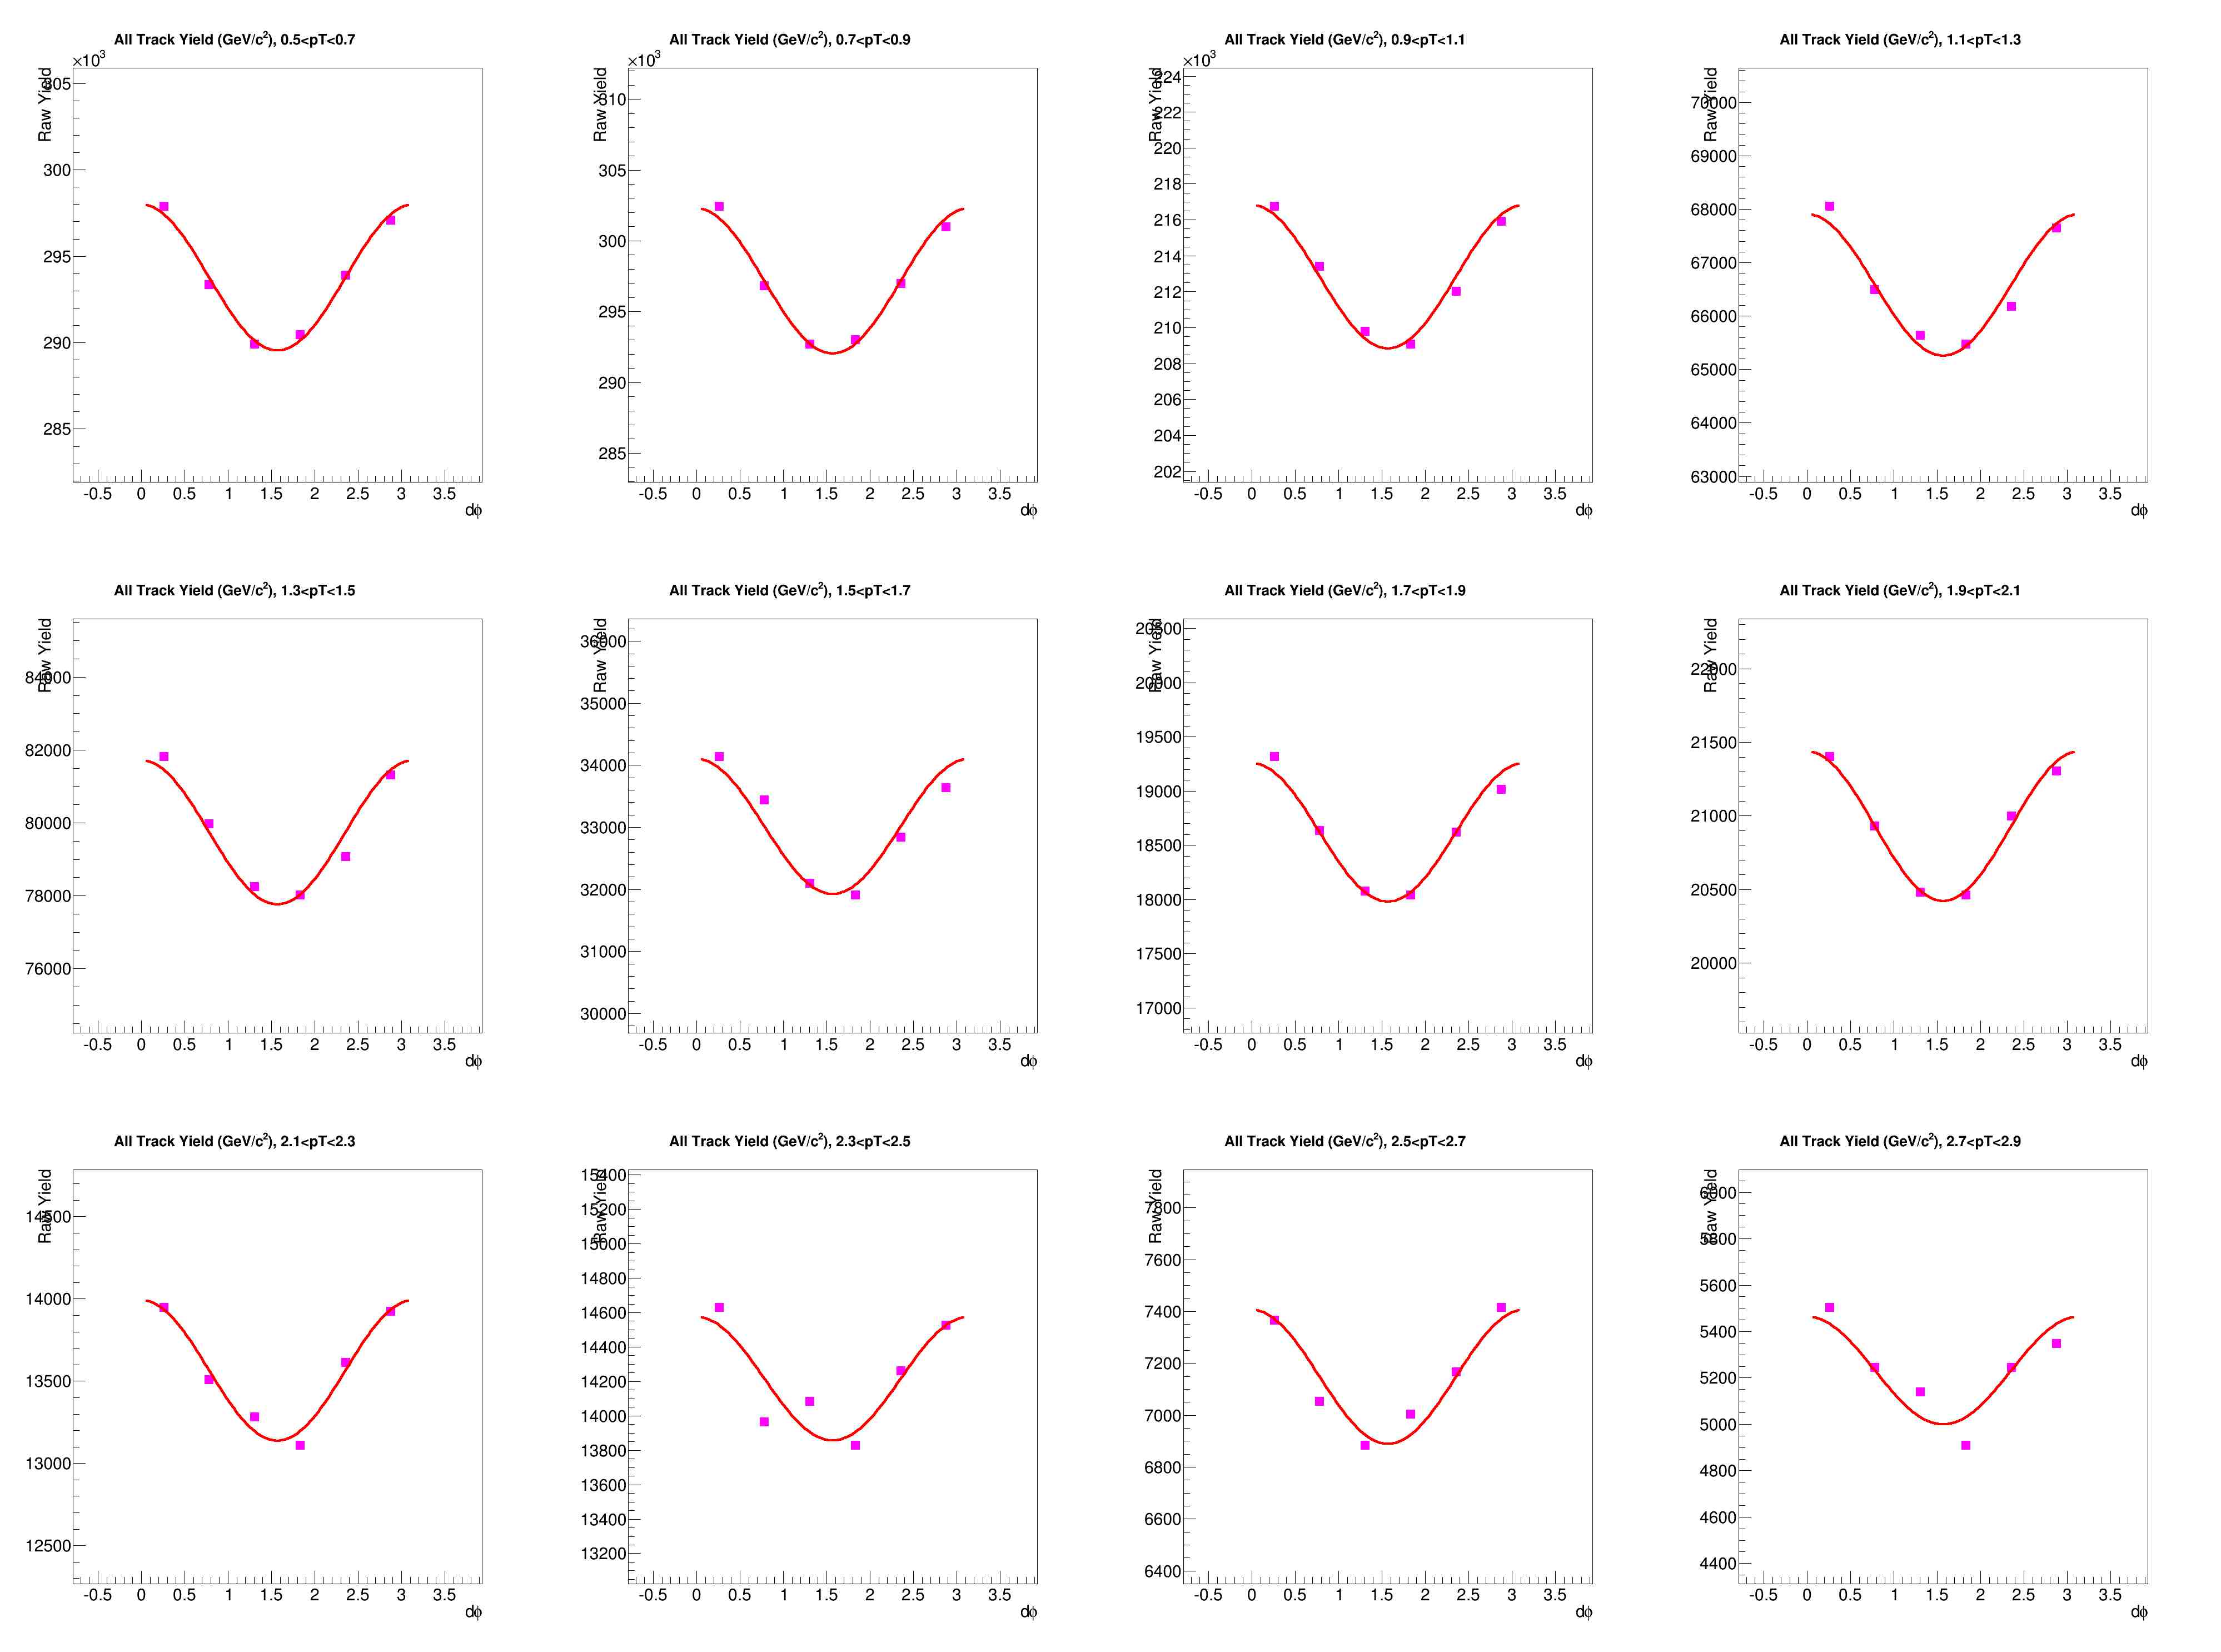 All Track Yield (GeV/c²), 0.5<pT<0.7
×10³
Raw Yield
305
300
295
290
285
-0.5 0 0.5 1 1.5 2 2.5 3 3.5
dϕ
All Track Yield (GeV/c²), 0.7<pT<0.9
×10³
Raw Yield
310
305
300
295
290
285
-0.5 0 0.5 1 1.5 2 2.5 3 3.5
dϕ
All Track Yield (GeV/c²), 0.9<pT<1.1
×10³
Raw Yield
224
222
220
218
216
214
212
210
208
206
204
202
-0.5 0 0.5 1 1.5 2 2.5 3 3.5
dϕ
All Track Yield (GeV/c²), 1.1<pT<1.3
Raw Yield
70000
69000
68000
67000
66000
65000
64000
63000
-0.5 0 0.5 1 1.5 2 2.5 3 3.5
dϕ
All Track Yield (GeV/c²), 1.3<pT<1.5
Raw Yield
84000
82000
80000
78000
76000
-0.5 0 0.5 1 1.5 2 2.5 3 3.5
dϕ
All Track Yield (GeV/c²), 1.5<pT<1.7
Raw Yield
36000
35000
34000
33000
32000
31000
30000
-0.5 0 0.5 1 1.5 2 2.5 3 3.5
dϕ
All Track Yield (GeV/c²), 1.7<pT<1.9
Raw Yield
20500
20000
19500
19000
18500
18000
17500
17000
-0.5 0 0.5 1 1.5 2 2.5 3 3.5
dϕ
All Track Yield (GeV/c²), 1.9<pT<2.1
Raw Yield
22000
21500
21000
20500
20000
-0.5 0 0.5 1 1.5 2 2.5 3 3.5
dϕ
All Track Yield (GeV/c²), 2.1<pT<2.3
Raw Yield
14500
14000
13500
13000
12500
-0.5 0 0.5 1 1.5 2 2.5 3 3.5
dϕ
All Track Yield (GeV/c²), 2.3<pT<2.5
Raw Yield
15400
15200
15000
14800
14600
14400
14200
14000
13800
13600
13400
13200
-0.5 0 0.5 1 1.5 2 2.5 3 3.5
dϕ
All Track Yield (GeV/c²), 2.5<pT<2.7
Raw Yield
7800
7600
7400
7200
7000
6800
6600
6400
-0.5 0 0.5 1 1.5 2 2.5 3 3.5
dϕ
All Track Yield (GeV/c²), 2.7<pT<2.9
Raw Yield
6000
5800
5600
5400
5200
5000
4800
4600
4400
-0.5 0 0.5 1 1.5 2 2.5 3 3.5
dϕ